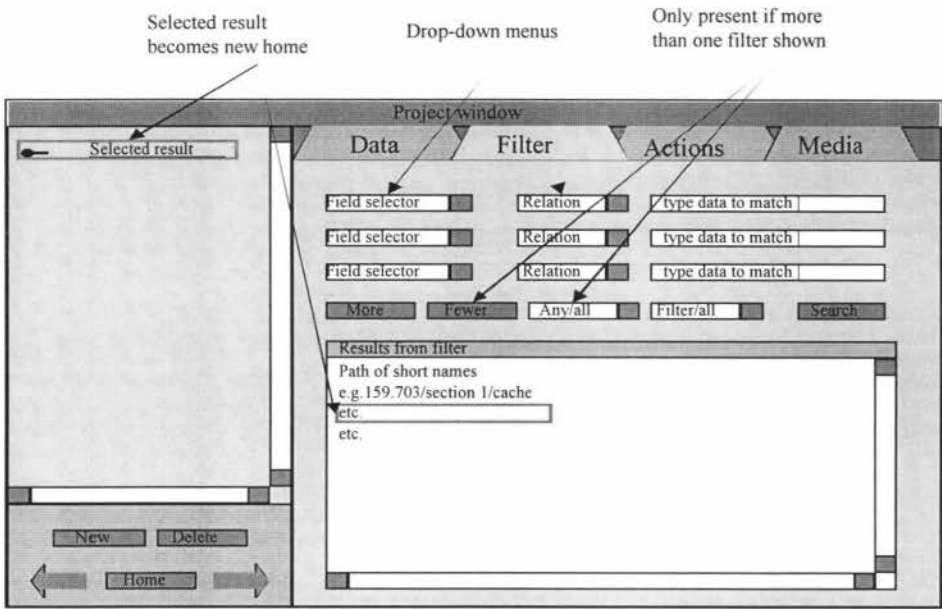 Selected result
becomes new home
Drop-down menus
Only present if more
than one filter shown
Project window
Selected result
Data
Filter
Actions
Media
Field selector
Relation
type data to match
Field selector
Relation
type data to match
Field selector
Relation
type data to match
More
Fewer
Any/all
Filter/all
Search
Results from filter
Path of short names
e.g.159.703/section 1/cache
etc.
etc.
New
Delete
Home